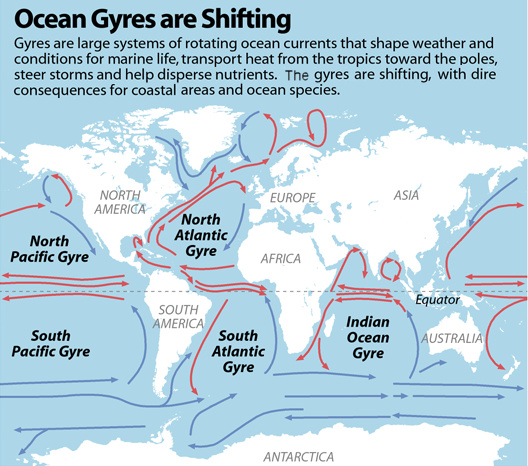 Ocean Gyres are Shifting
Gyres are large systems of rotating ocean currents that shape weather and
conditions for marine life, transport heat from the tropics toward the poles,
steer storms and help disperse nutrients. The gyres are shifting, with dire
consequences for coastal areas and ocean species.
NORTH
AMERICA
EUROPE
ASIA
North
Pacific Gyre
North
Atlantic
Gyre
AFRICA
Equator
SOUTH
AMERICA
South
Pacific Gyre
South
Atlantic
Gyre
Indian
Ocean
Gyre
AUSTRALIA
ANTARCTICA